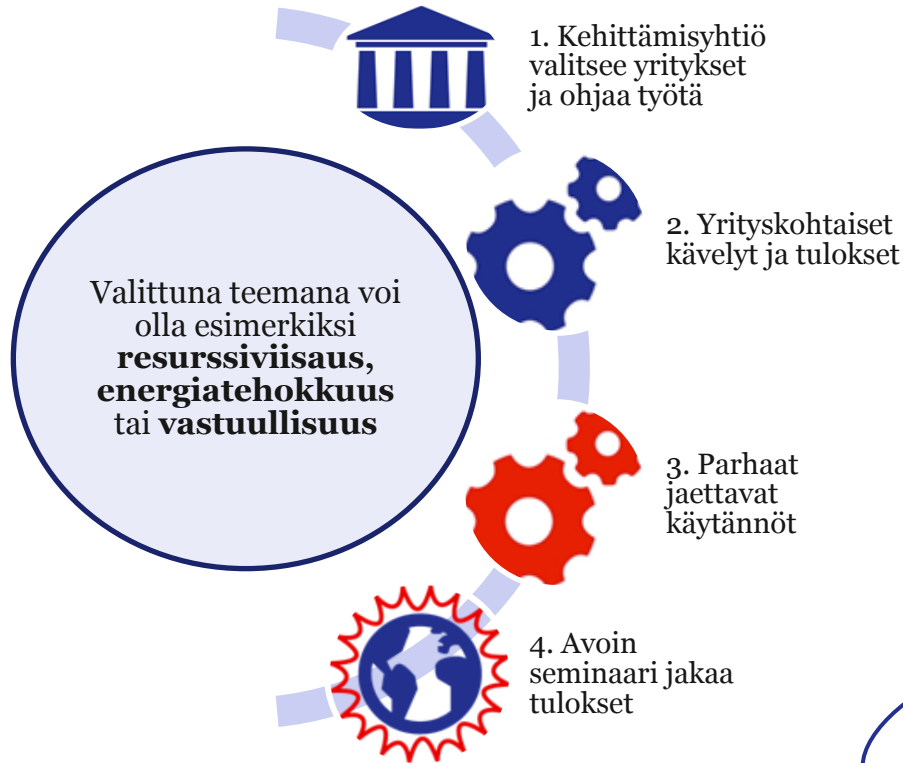 1. Kehittämisyhtiö
valitsee yritykset
ja ohjaa työtä
2. Yrityskohtaiset
kävelyt ja tulokset
Valittuna teemana voi
olla esimerkiksi
resurssiviisaus,
energiatehokkuus
tai vastuullisuus
3. Parhaat
jaettavat
käytännöt
4. Avoin
seminaari jakaa
tulokset